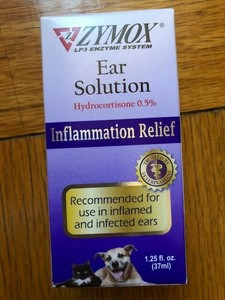 ZYMOX®
LP3 ENZYME SYSTEM
Ear
Solution
Hydrocortisone 0.5%
Inflammation Relief
Recommended for
use in inflamed
and infected ears
1.25 fl. oz.
(37ml)